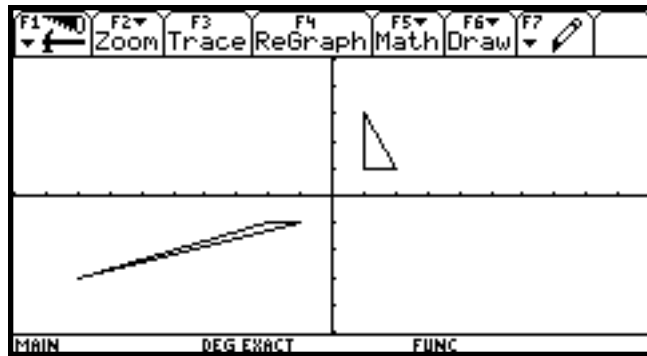 F1 F2 F3 F4 F5 F6 F7
Zoom Trace ReGraph Math Draw
MAIN DEG EXACT FUNC